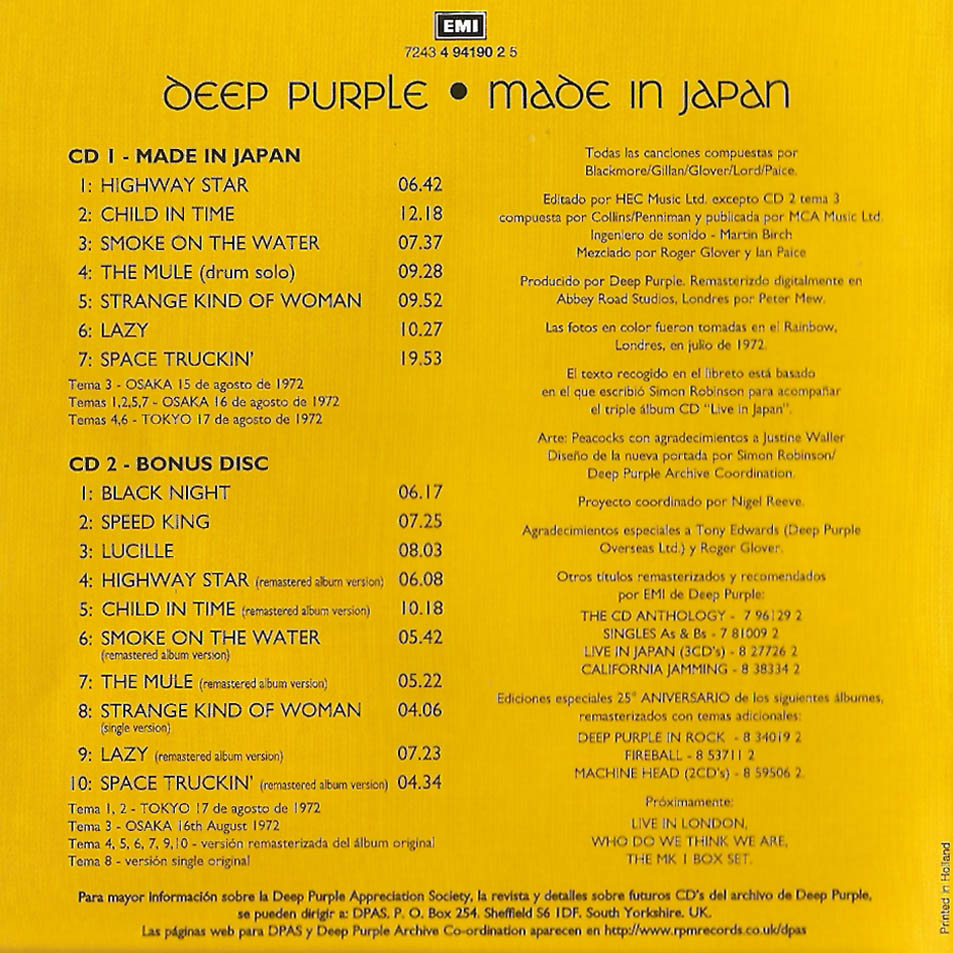 EMI
7243 4 94190 2 5
DEEP PURPLE • MADE IN JAPAN
CD 1 - MADE IN JAPAN
1: HIGHWAY STAR 06.42
2: CHILD IN TIME 12.18
3: SMOKE ON THE WATER 07.37
4: THE MULE (drum solo) 09.28
5: STRANGE KIND OF WOMAN 09.52
6: LAZY 10.27
7: SPACE TRUCKIN' 19.53
Tema 3 - OSAKA 15 de agosto de 1972
Temas 1,2,5,7 - OSAKA 16 de agosto de 1972
Temas 4,6 - TOKYO 17 de agosto de 1972
CD 2 - BONUS DISC
1: BLACK NIGHT 06.17
2: SPEED KING 07.25
3: LUCILLE 08.03
4: HIGHWAY STAR (remastered album version) 06.08
5: CHILD IN TIME (remastered album version) 10.18
6: SMOKE ON THE WATER 05.42
(remastered album version)
7: THE MULE (remastered album version) 05.22
8: STRANGE KIND OF WOMAN 04.06
(single version)
9: LAZY (remastered album version) 07.23
10: SPACE TRUCKIN' (remastered album version) 04.34
Tema 1, 2 - TOKYO 17 de agosto de 1972
Tema 3 - OSAKA 16th August 1972
Tema 4, 5, 6, 7, 9,10 - versión remasterizada del álbum original
Tema 8 - versión single original
Todas las canciones compuestas por
Blackmore/Gillan/Glover/Lord/Paice.
Editado por HEC Music Ltd. excepto CD 2 tema 3
compuesta por Collins/Penniman y publicada por MCA Music Ltd.
Ingeniero de sonido - Martin Birch
Mezclado por Roger Glover y Ian Paice
Producido por Deep Purple. Remasterizdo digitalmente en
Abbey Road Studios, Londres por Peter Mew.
Las fotos en color fueron tomadas en el Rainbow,
Londres, en julio de 1972.
El texto recogido en el libreto está basado
en el que escribió Simon Robinson para acompañar
el triple álbum CD "Live in Japan".
Arte: Peacocks con agradecimientos a Justine Waller
Diseño de la nueva portada por Simon Robinson/
Deep Purple Archive Coordination.
Proyecto coordinado por Nigel Reeve.
Agradecimientos especiales a Tony Edwards (Deep Purple
Overseas Ltd.) y Roger Glover.
Otros títulos remasterizados y recomendados
por EMI de Deep Purple:
THE CD ANTHOLOGY - 7 96129 2
SINGLES As & Bs - 7 81009 2
LIVE IN JAPAN (3CD's) - 8 27726 2
CALIFORNIA JAMMING - 8 38334 2
Ediciones especiales 25º ANIVERSARIO de los siguientes álbumes,
remasterizados con temas adicionales:
DEEP PURPLE IN ROCK - 8 34019 2
FIREBALL - 8 53711 2
MACHINE HEAD (2CD's) - 8 59506 2.
Próximamente:
LIVE IN LONDON,
WHO DO WE THINK WE ARE,
THE MK I BOX SET.
Para mayor información sobre la Deep Purple Appreciation Society, la revista y detalles sobre futuros CD's del archivo de Deep Purple,
se pueden dirigir a: DPAS, P. O. Box 254, Sheffield S6 1DF, South Yorkshire, UK.
Las páginas web para DPAS y Deep Purple Archive Co-ordination aparecen en http://www.rpmrecords.co.uk/dpas
Printed in Holland